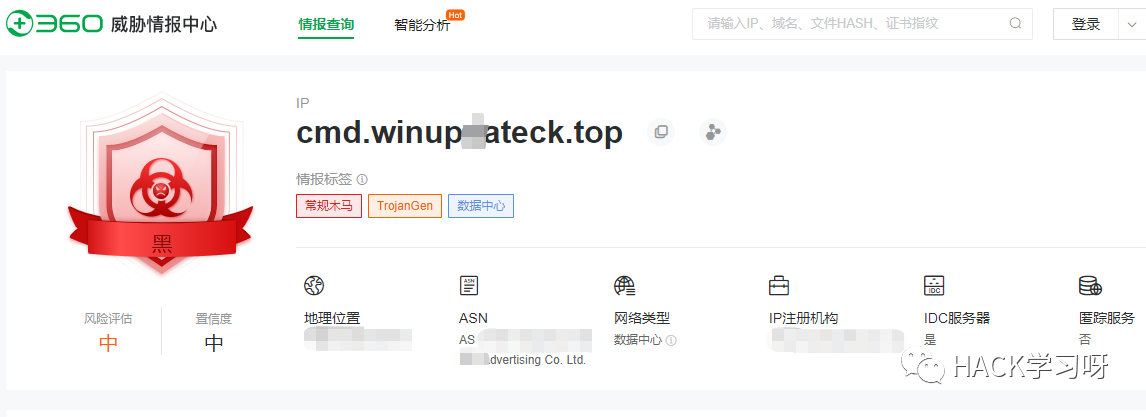 360 威胁情报中心
情报查询
智能分析
Hot
请输入IP、域名、文件HASH、证书指纹
登录
IP
cmd.winup ateck.top
情报标签
常规木马
TrojanGen
数据中心
黑
风险评估
中
置信度
中
地理位置
ASN
AS
dvertising Co. Ltd.
网络类型
数据中心
IP注册机构
IDC
IDC服务器
是
匿踪服务
否
HACK学习呀